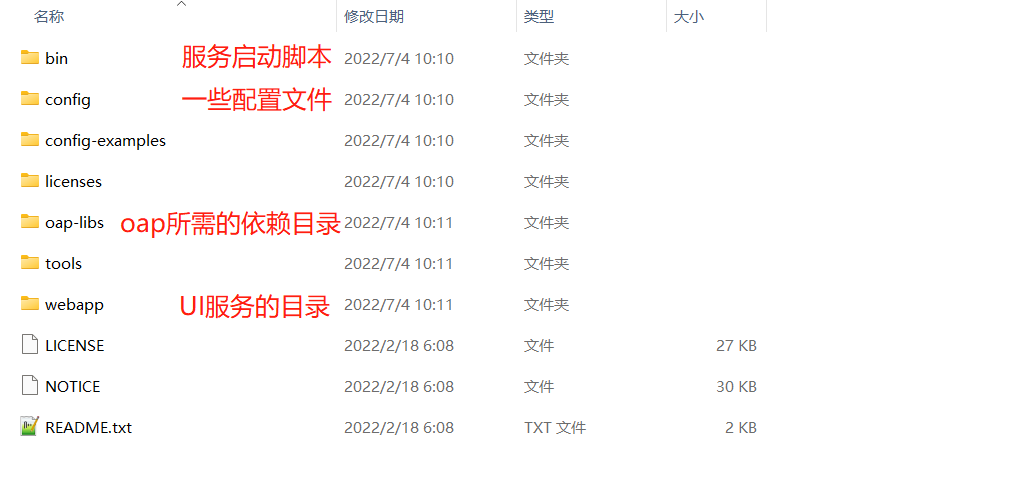 名称 修改日期 类型 大小
bin 服务启动脚本 2022/7/4 10:10 文件夹
config 一些配置文件 2022/7/4 10:10 文件夹
config-examples 2022/7/4 10:10 文件夹
licenses 2022/7/4 10:10 文件夹
oap-libs oap所需的依赖目录 2022/7/4 10:11 文件夹
tools 2022/7/4 10:11 文件夹
webapp UI服务的目录 2022/7/4 10:11 文件夹
LICENSE 2022/2/18 6:08 文件 27 KB
NOTICE 2022/2/18 6:08 文件 30 KB
README.txt 2022/2/18 6:08 TXT 文件 2 KB